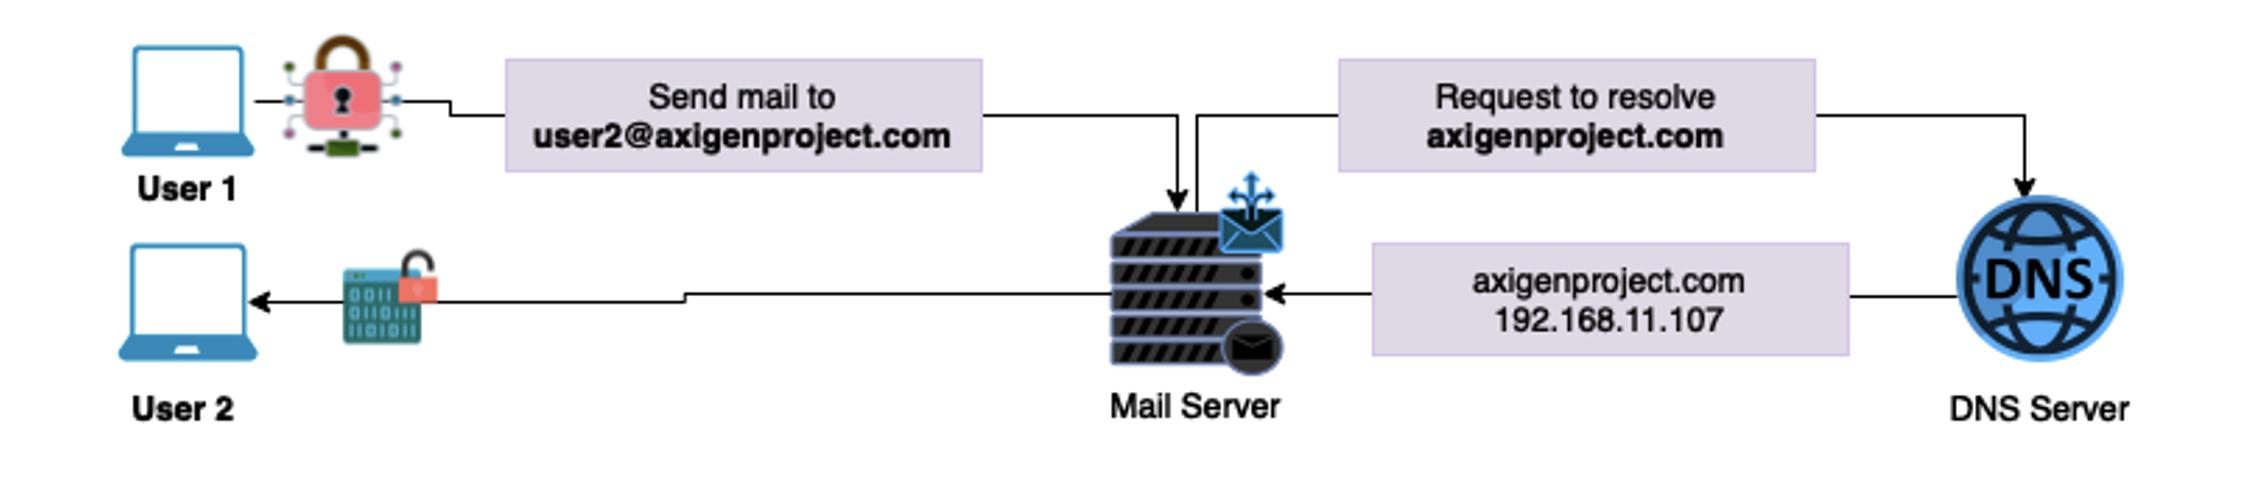 Send mail to
user2@axigenproject.com
Request to resolve
axigenproject.com
User 1
axigenproject.com
192.168.11.107
DNS
User 2
Mail Server
DNS Server